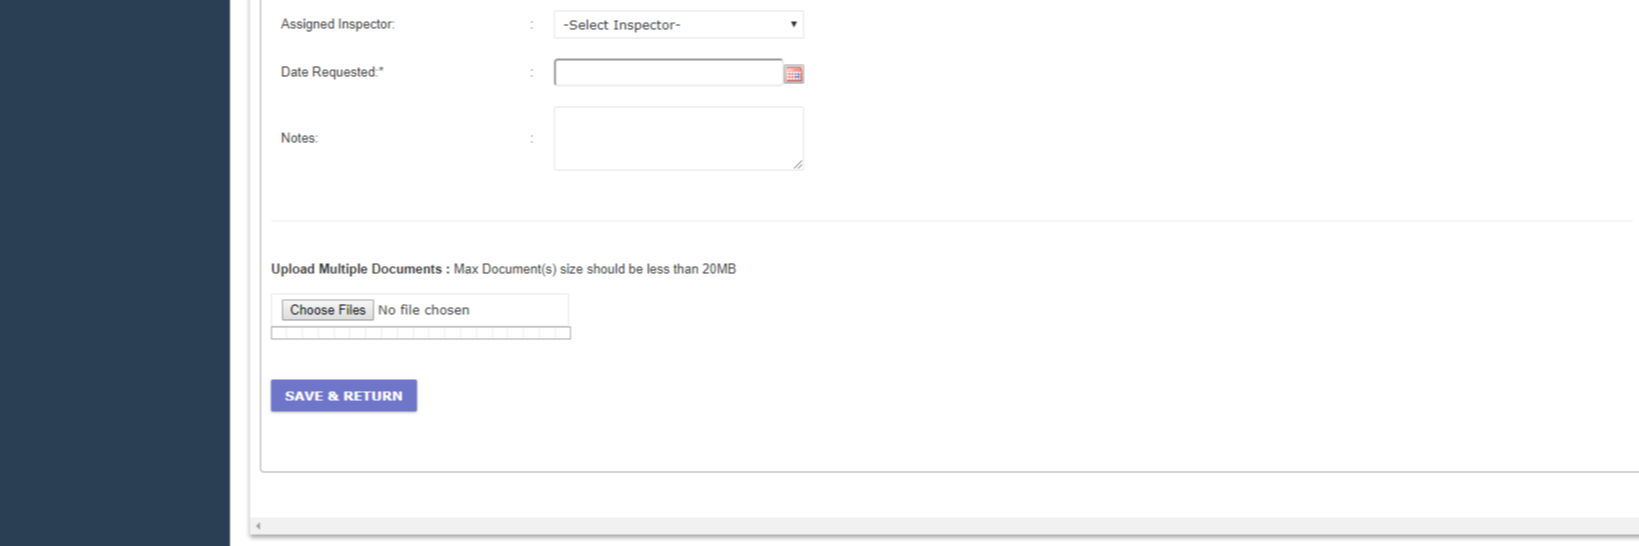 Assigned Inspector: : -Select Inspector-
Date Requested:* :
Notes: :
Upload Multiple Documents : Max Document(s) size should be less than 20MB
Choose Files No file chosen
SAVE & RETURN